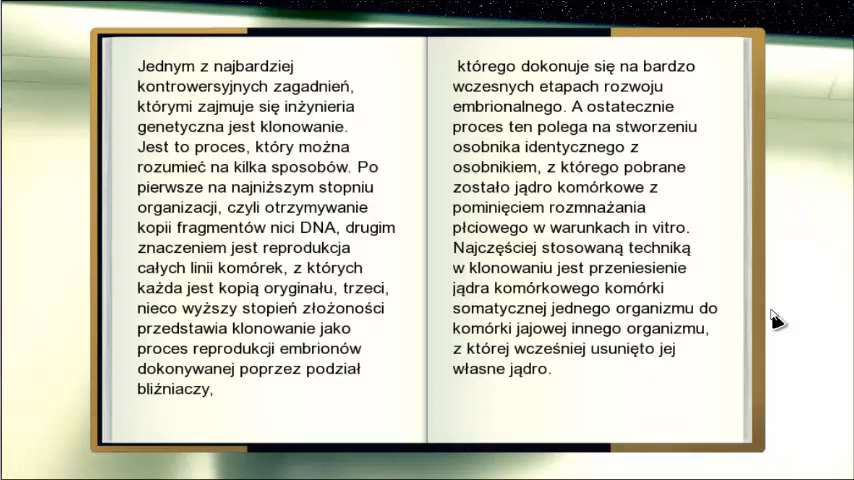 Jednym z najbardziej
kontrowersyjnych zagadnień,
którymi zajmuje się inżynieria
genetyczna jest klonowanie.
Jest to proces, który można
rozumieć na kilka sposobów. Po
pierwsze na najniższym stopniu
organizacji, czyli otrzymywanie
kopii fragmentów nici DNA, drugim
znaczeniem jest reprodukcja
całych linii komórek, z których
każda jest kopią oryginału, trzeci,
nieco wyższy stopień złożoności
przedstawia klonowanie jako
proces reprodukcji embrionów
dokonywanej poprzez podział
bliźniaczy,
którego dokonuje się na bardzo
wczesnych etapach rozwoju
embrionalnego. A ostatecznie
proces ten polega na stworzeniu
osobnika identycznego z
osobnikiem, z którego pobrane
zostało jądro komórkowe z
pominięciem rozmnażania
płciowego w warunkach in vitro.
Najczęściej stosowaną techniką
w klonowaniu jest przeniesienie
jądra komórkowego komórki
somatycznej jednego organizmu do
komórki jajowej innego organizmu,
z której wcześniej usunięto jej
własne jądro.